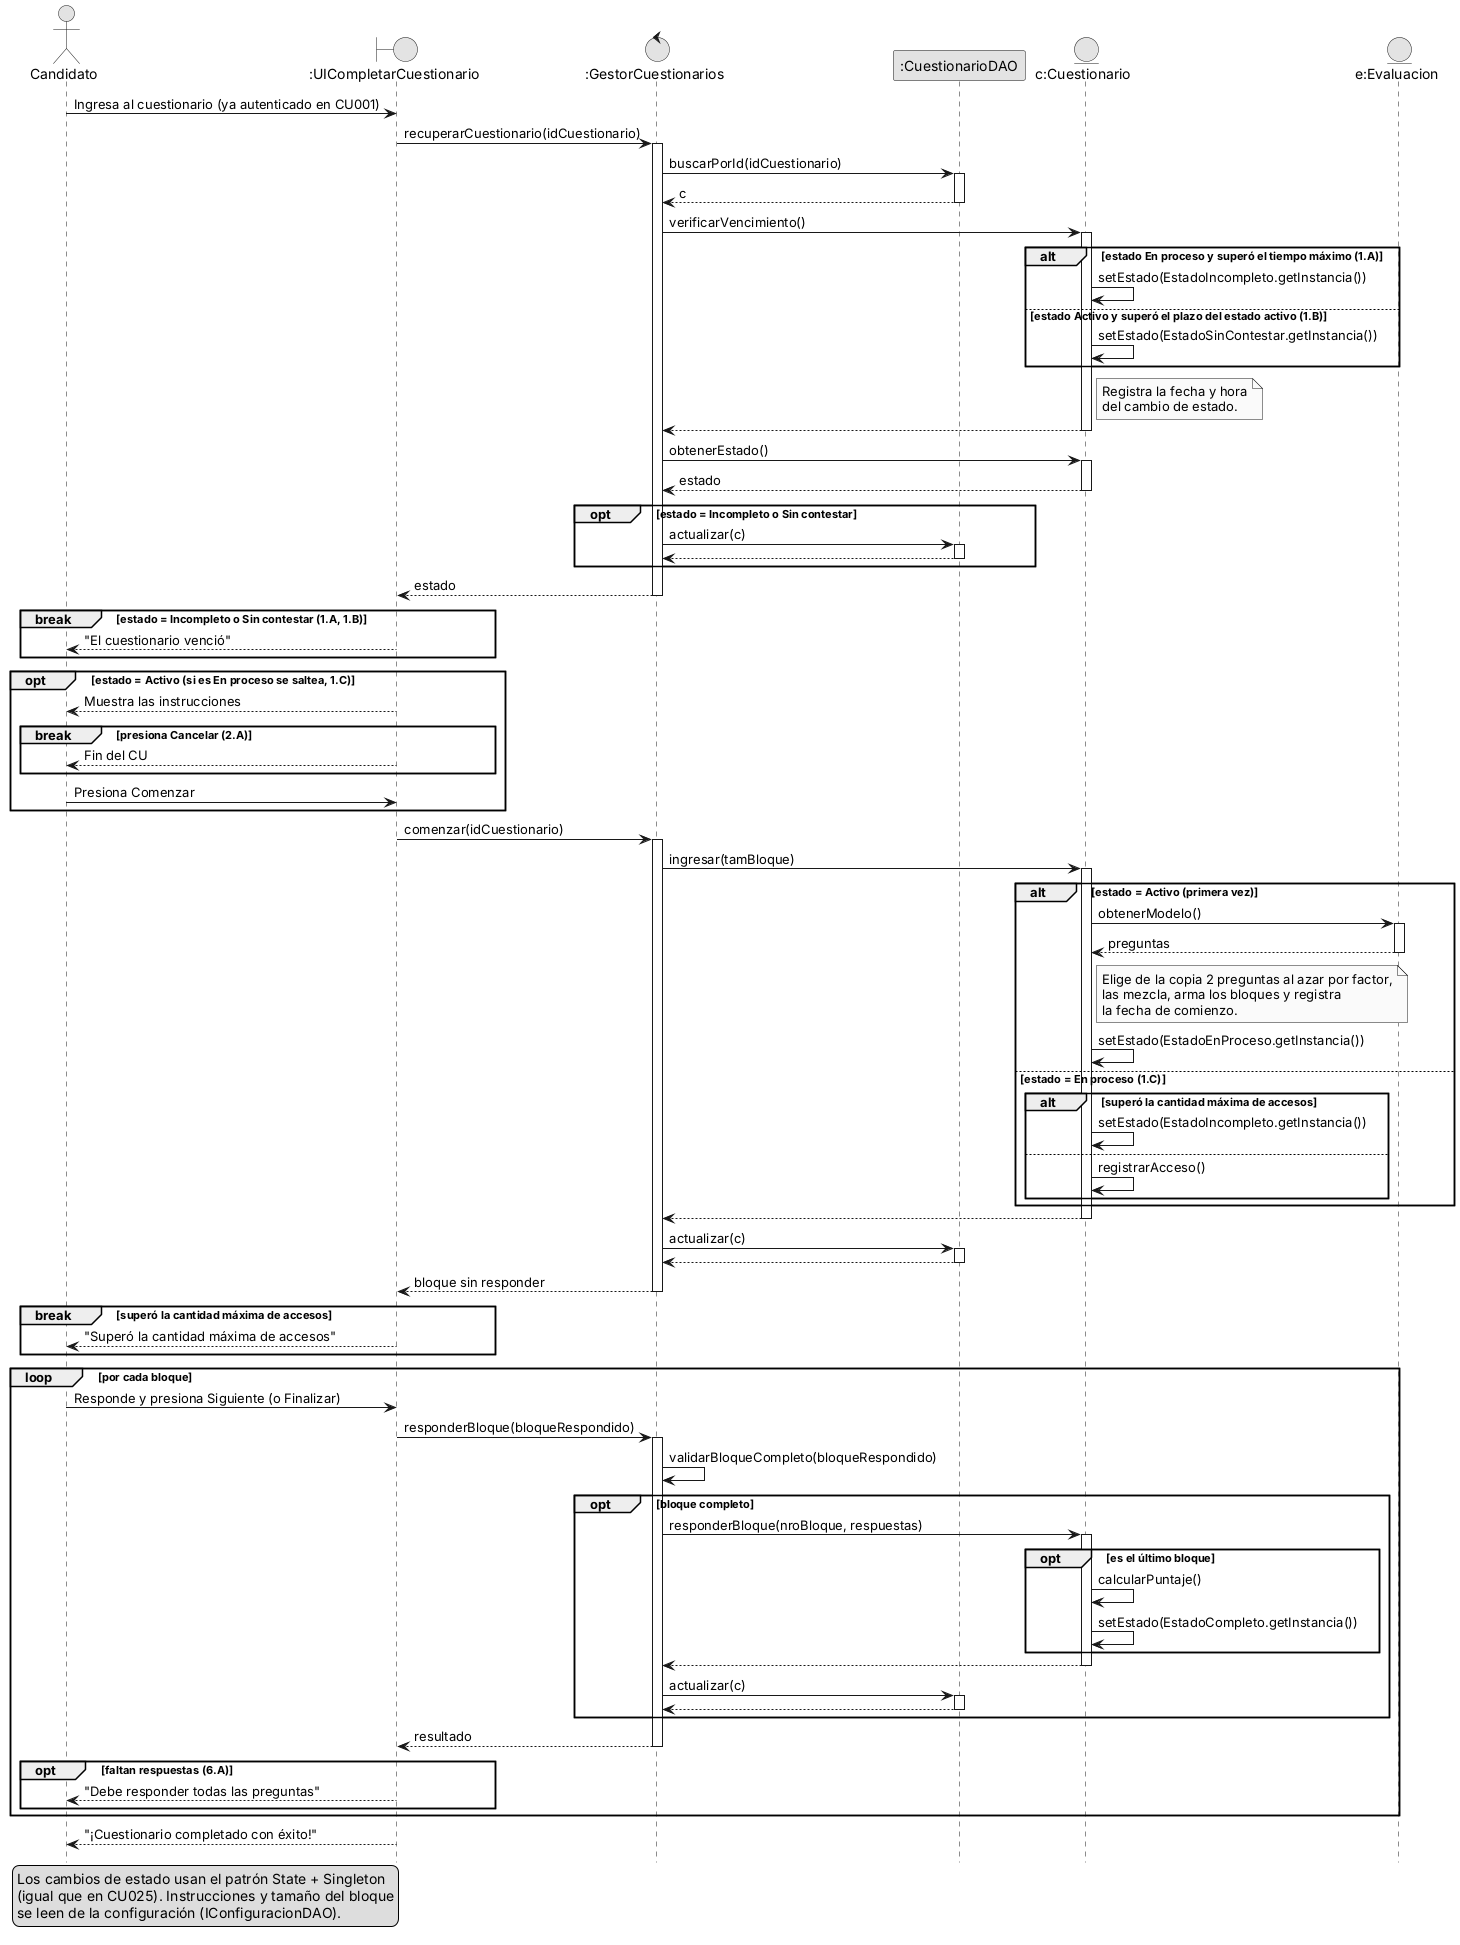 Candidato
:UICompletarCuestionario
:GestorCuestionarios
:CuestionarioDAO
c:Cuestionario
e:Evaluacion
Ingresa al cuestionario (ya autenticado en CU001)
recuperarCuestionario(idCuestionario)
buscarPorId(idCuestionario)
c
verificarVencimiento()
alt [estado En proceso y superó el tiempo máximo (1.A)]
setEstado(EstadoIncompleto.getInstancia())
[estado Activo y superó el plazo del estado activo (1.B)]
setEstado(EstadoSinContestar.getInstancia())
Registra la fecha y hora
del cambio de estado.
obtenerEstado()
estado
opt [estado = Incompleto o Sin contestar]
actualizar(c)
estado
break [estado = Incompleto o Sin contestar (1.A, 1.B)]
"El cuestionario venció"
opt [estado = Activo (si es En proceso se saltea, 1.C)]
Muestra las instrucciones
break [presiona Cancelar (2.A)]
Fin del CU
Presiona Comenzar
comenzar(idCuestionario)
ingresar(tamBloque)
alt [estado = Activo (primera vez)]
obtenerModelo()
preguntas
Elige de la copia 2 preguntas al azar por factor,
las mezcla, arma los bloques y registra
la fecha de comienzo.
setEstado(EstadoEnProceso.getInstancia())
[estado = En proceso (1.C)]
alt [superó la cantidad máxima de accesos]
setEstado(EstadoIncompleto.getInstancia())
registrarAcceso()
actualizar(c)
bloque sin responder
break [superó la cantidad máxima de accesos]
"Superó la cantidad máxima de accesos"
loop [por cada bloque]
Responde y presiona Siguiente (o Finalizar)
responderBloque(bloqueRespondido)
validarBloqueCompleto(bloqueRespondido)
opt [bloque completo]
responderBloque(nroBloque, respuestas)
opt [es el último bloque]
calcularPuntaje()
setEstado(EstadoCompleto.getInstancia())
actualizar(c)
resultado
opt [faltan respuestas (6.A)]
"Debe responder todas las preguntas"
"¡Cuestionario completado con éxito!"
Los cambios de estado usan el patrón State + Singleton
(igual que en CU025). Instrucciones y tamaño del bloque
se leen de la configuración (IConfiguracionDAO).